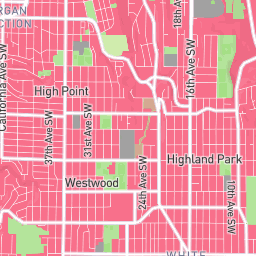 RGAN
CTION
18th A
16th Ave SW
California Ave SW
High Point
37th Ave SW
31st Ave SW
Highland Park
Westwood
24th Ave SW
10th Ave SW
WHITE